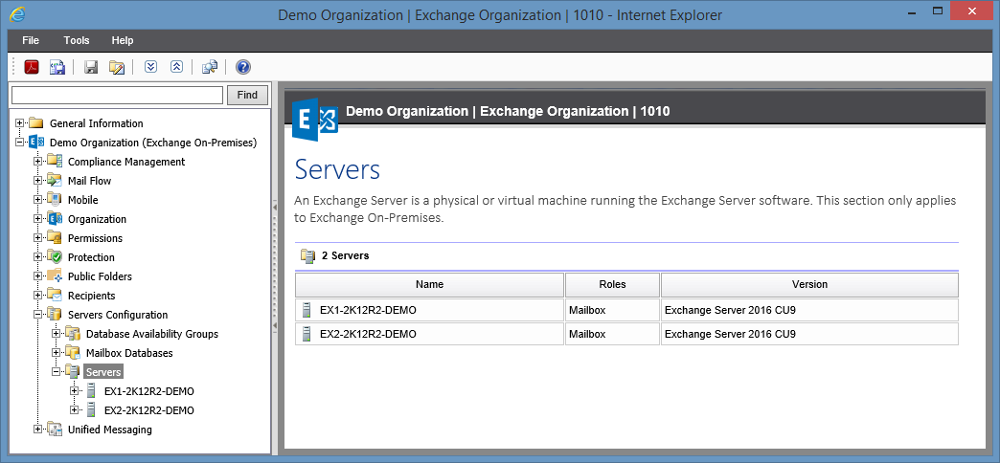 Demo Organization | Exchange Organization | 1010 - Internet Explorer
File Tools Help
Find
General Information
Demo Organization (Exchange On-Premises)
Compliance Management
Mail Flow
Mobile
Organization
Permissions
Protection
Public Folders
Recipients
Servers Configuration
Database Availability Groups
Mailbox Databases
Servers
EX1-2K12R2-DEMO
EX2-2K12R2-DEMO
Unified Messaging
Demo Organization | Exchange Organization | 1010
Servers
An Exchange Server is a physical or virtual machine running the Exchange Server software. This section only applies
to Exchange On-Premises.
2 Servers
Name Roles Version
EX1-2K12R2-DEMO Mailbox Exchange Server 2016 CU9
EX2-2K12R2-DEMO Mailbox Exchange Server 2016 CU9